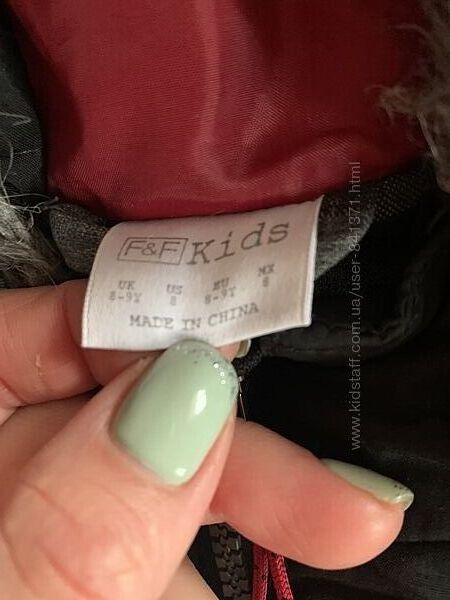 F&F Kids
UK US EU MX
8-9Y 8 8-9Y 8
MADE IN CHINA
www.kidstaff.com.ua/user-841371.html